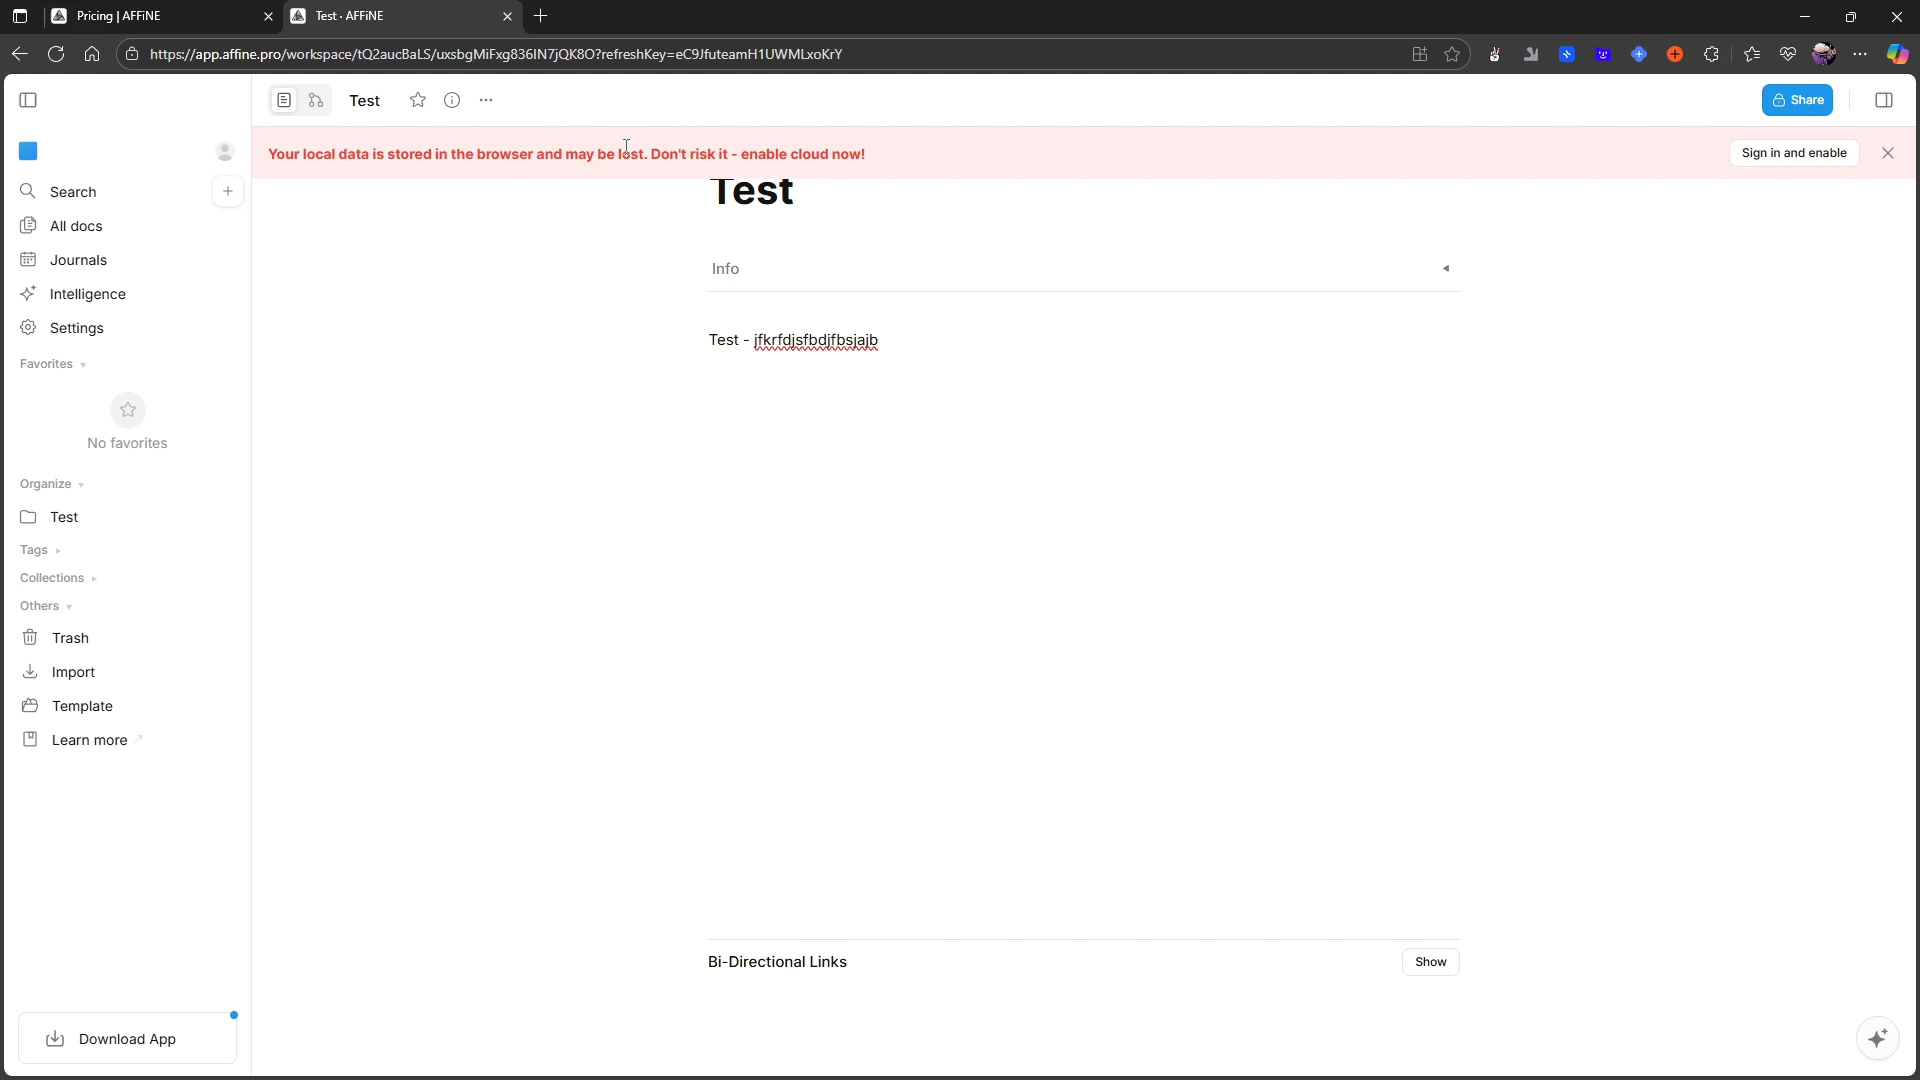 Pricing | AFFiNE
Test · AFFiNE
https://app.affine.pro/workspace/tQ2aucBaLS/uxsbgMiFxg836IN7jQK8O?refreshKey=eC9JfuteamH1UWMLxoKrY
Test
Share
Your local data is stored in the browser and may be lost. Don't risk it - enable cloud now!
Sign in and enable
Search
All docs
Journals
Intelligence
Settings
Favorites
No favorites
Organize
Test
Tags
Collections
Others
Trash
Import
Template
Learn more
Download App
Test
Info
Test - jfkrfdjsfbdjfbsjajb
Bi-Directional Links
Show